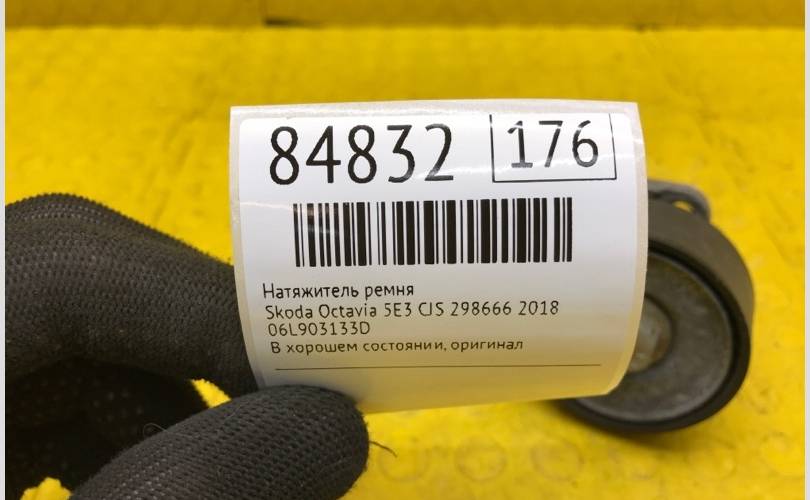 84832 176
Натяжитель ремня
Skoda Octavia 5E3 CJS 298666 2018
06L903133D
В хорошем состоянии, оригинал